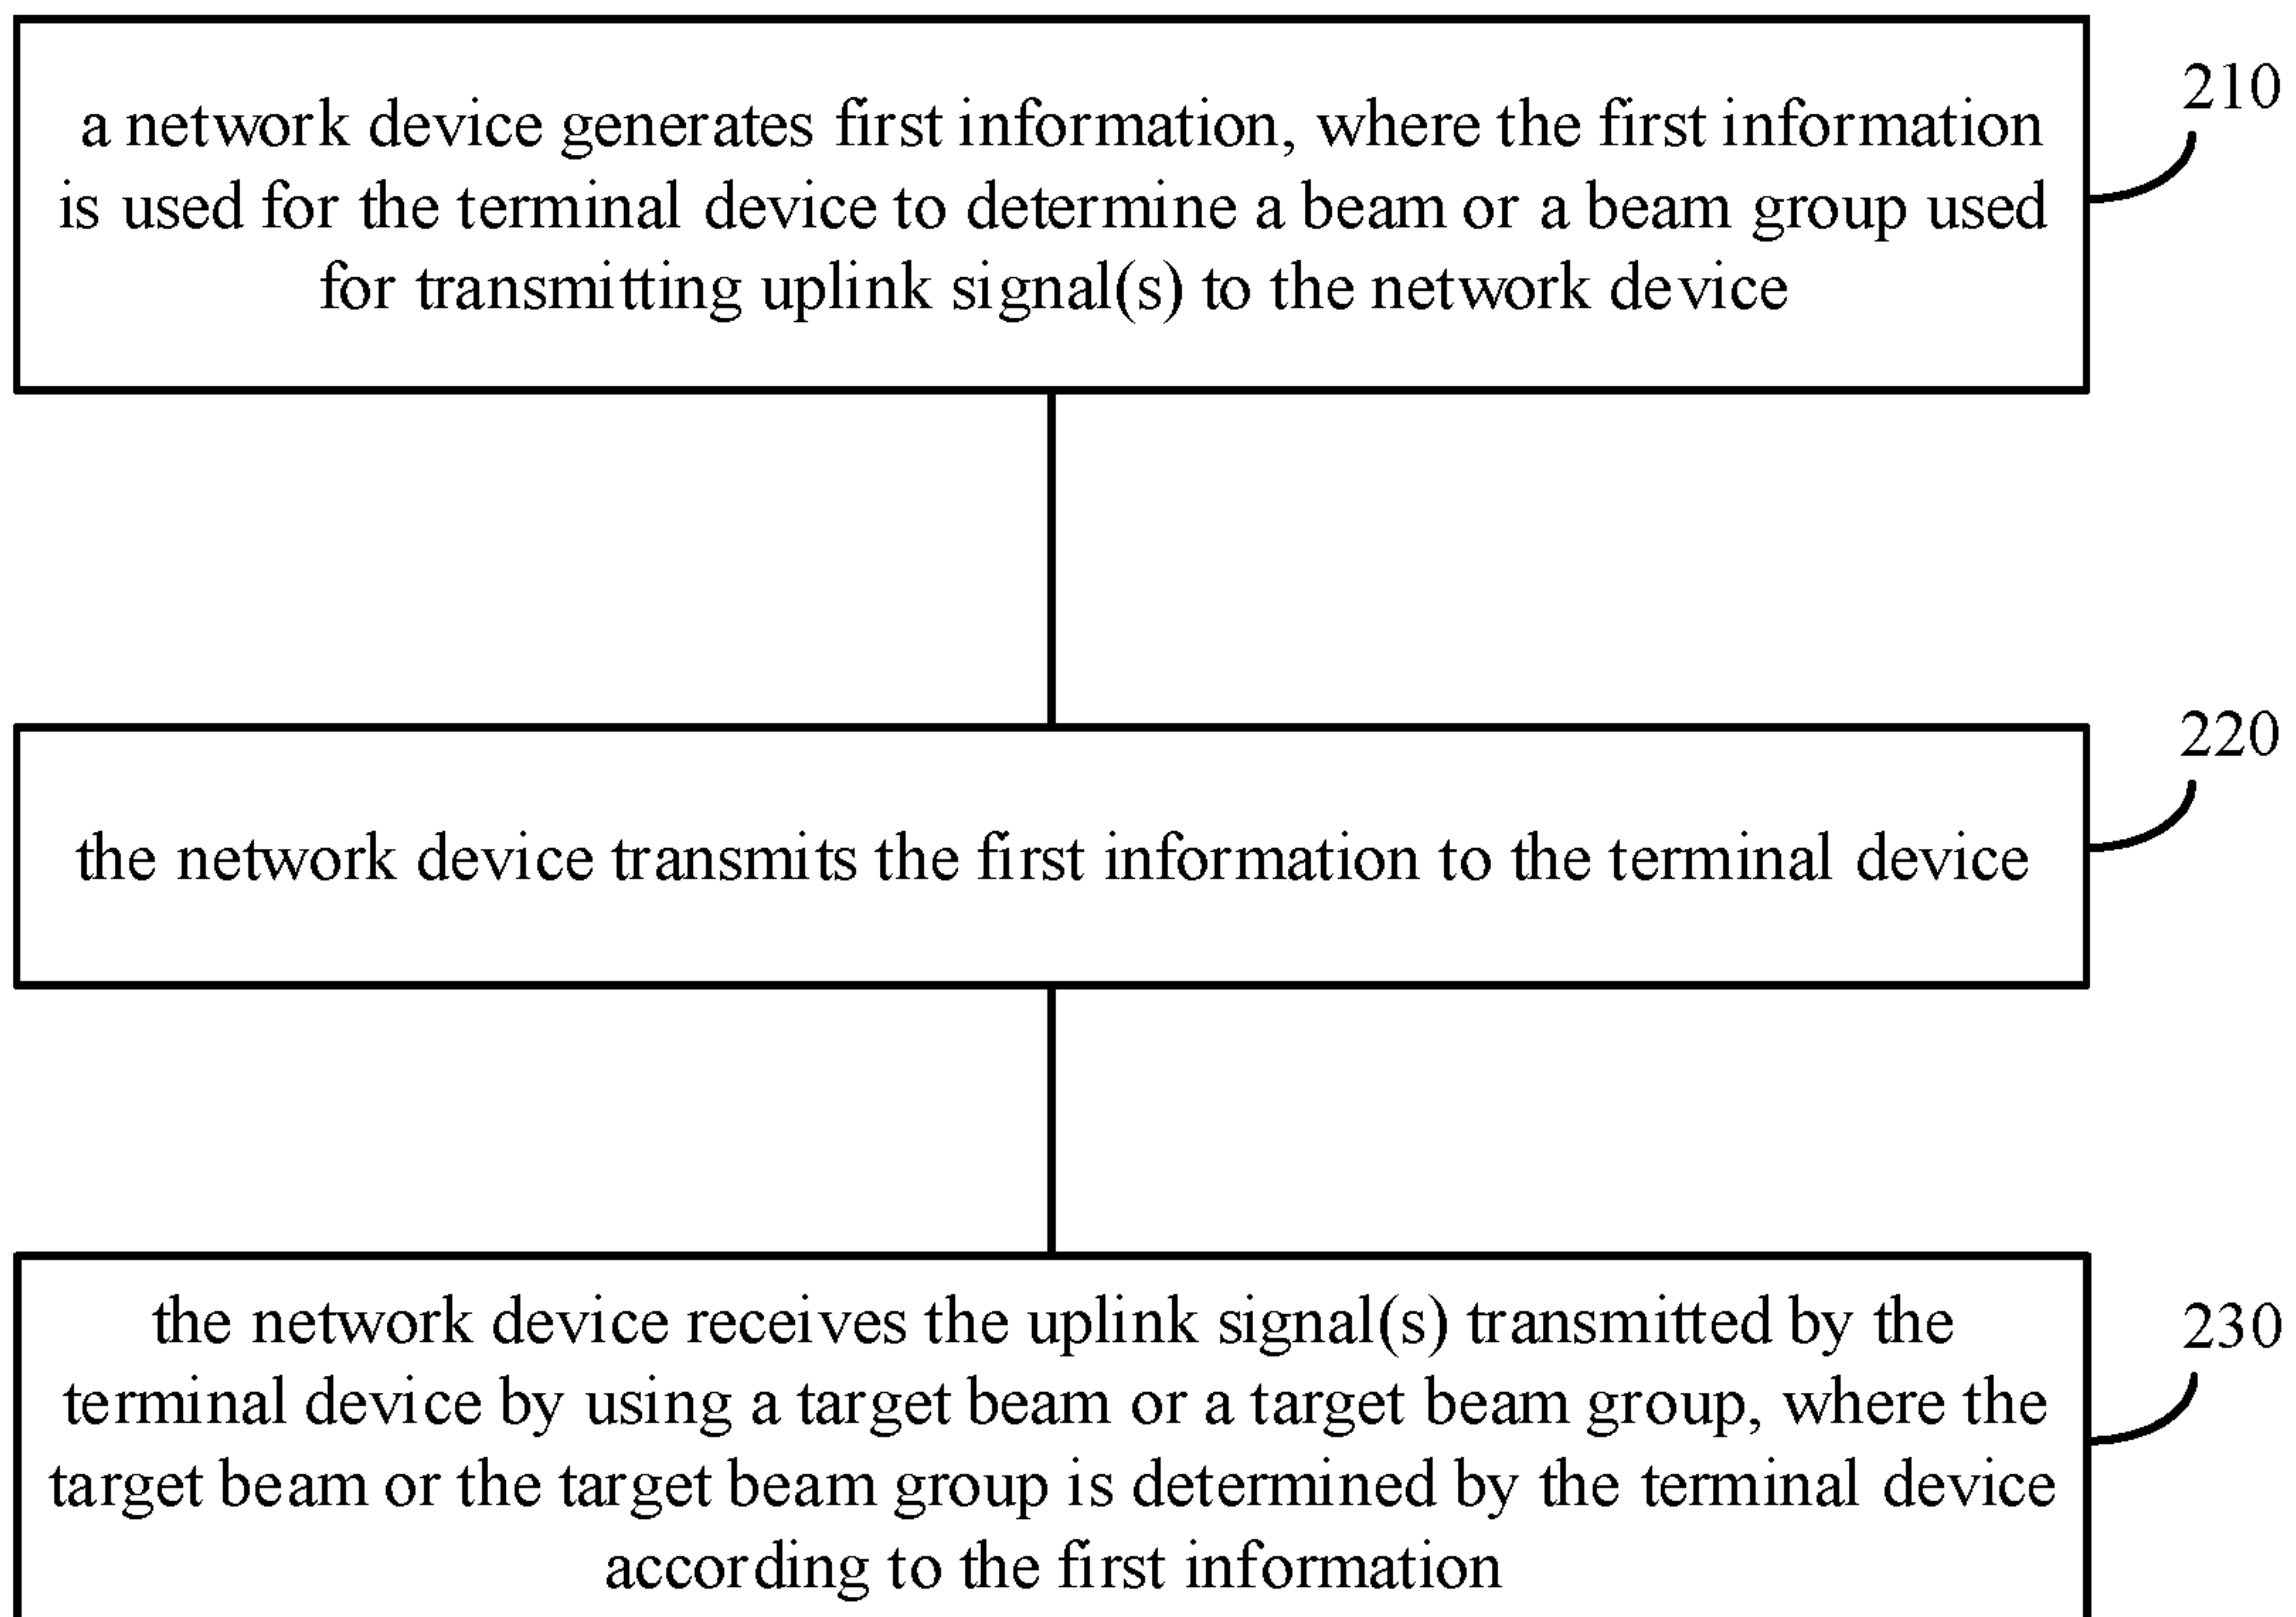 a network device generates first information, where the first information
is used for the terminal device to determine a beam or a beam group used
for transmitting uplink signal(s) to the network device
210
the network device transmits the first information to the terminal device
220
the network device receives the uplink signal(s) transmitted by the
terminal device by using a target beam or a target beam group, where the
target beam or the target beam group is determined by the terminal device
according to the first information
230